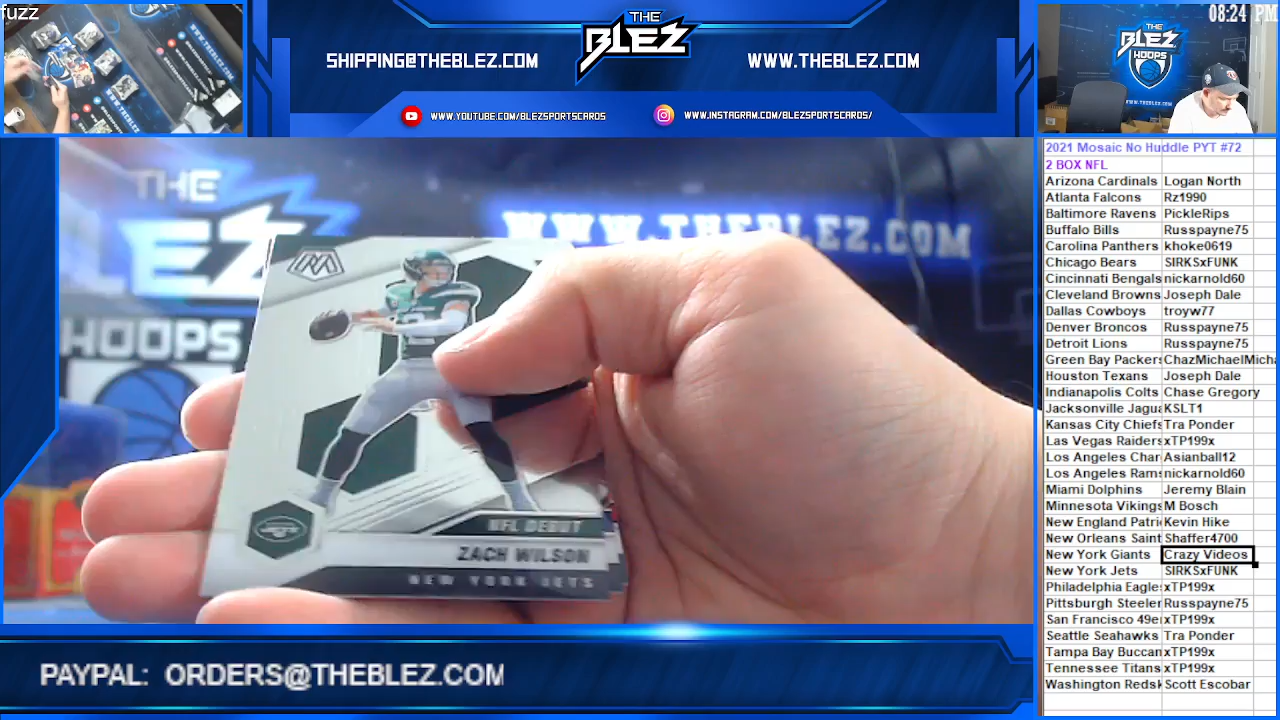 fuzz
SHIPPING@THEBLEZ.COM
THE
BLEZ
WWW.THEBLEZ.COM
WWW.YOUTUBE.COM/BLEZSPORTSCARDS
WWW.INSTAGRAM.COM/BLEZSPORTSCARDS/
08:24 PM
THE
BLEZ
HOOPS
THE
EZ
HOOPS
WWW.THEBLEZ.COM
NFL DEBUT
ZACH WILSON
NEW YORK JETS
JETS
2021 Mosaic No Huddle PYT #72
2 BOX NFL
Arizona Cardinals Logan North
Atlanta Falcons Rz1990
Baltimore Ravens PickleRips
Buffalo Bills Russpayne75
Carolina Panthers khoke0619
Chicago Bears SIRKSxFUNK
Cincinnati Bengals nickarnold60
Cleveland Browns Joseph Dale
Dallas Cowboys troyw77
Denver Broncos Russpayne75
Detroit Lions Russpayne75
Green Bay Packers ChazMichaelMicha
Houston Texans Joseph Dale
Indianapolis Colts Chase Gregory
Jacksonville Jagua KSLT1
Kansas City Chiefs Tra Ponder
Las Vegas Raiders xTP199x
Los Angeles Char Asianball12
Los Angeles Rams nickarnold60
Miami Dolphins Jeremy Blain
Minnesota Vikings M Bosch
New England Patri Kevin Hike
New Orleans Saint Shaffer4700
New York Giants Crazy Videos
New York Jets SIRKSxFUNK
Philadelphia Eagle xTP199x
Pittsburgh Steeler Russpayne75
San Francisco 49e xTP199x
Seattle Seahawks Tra Ponder
Tampa Bay Buccan xTP199x
Tennessee Titans xTP199x
Washington Redsk Scott Escobar
PAYPAL: ORDERS@THEBLEZ.COM